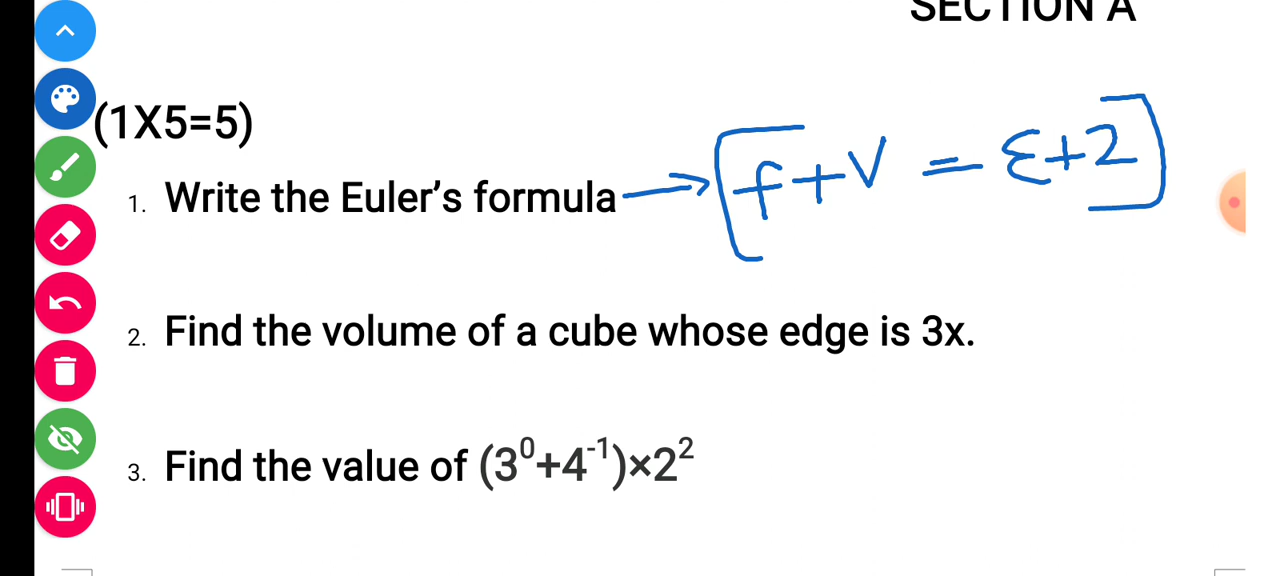 SECTION A
(1X5=5)
1. Write the Euler's formula → [F+V = E+2]
2. Find the volume of a cube whose edge is 3x.
3. Find the value of (3⁰+4⁻¹)×2²